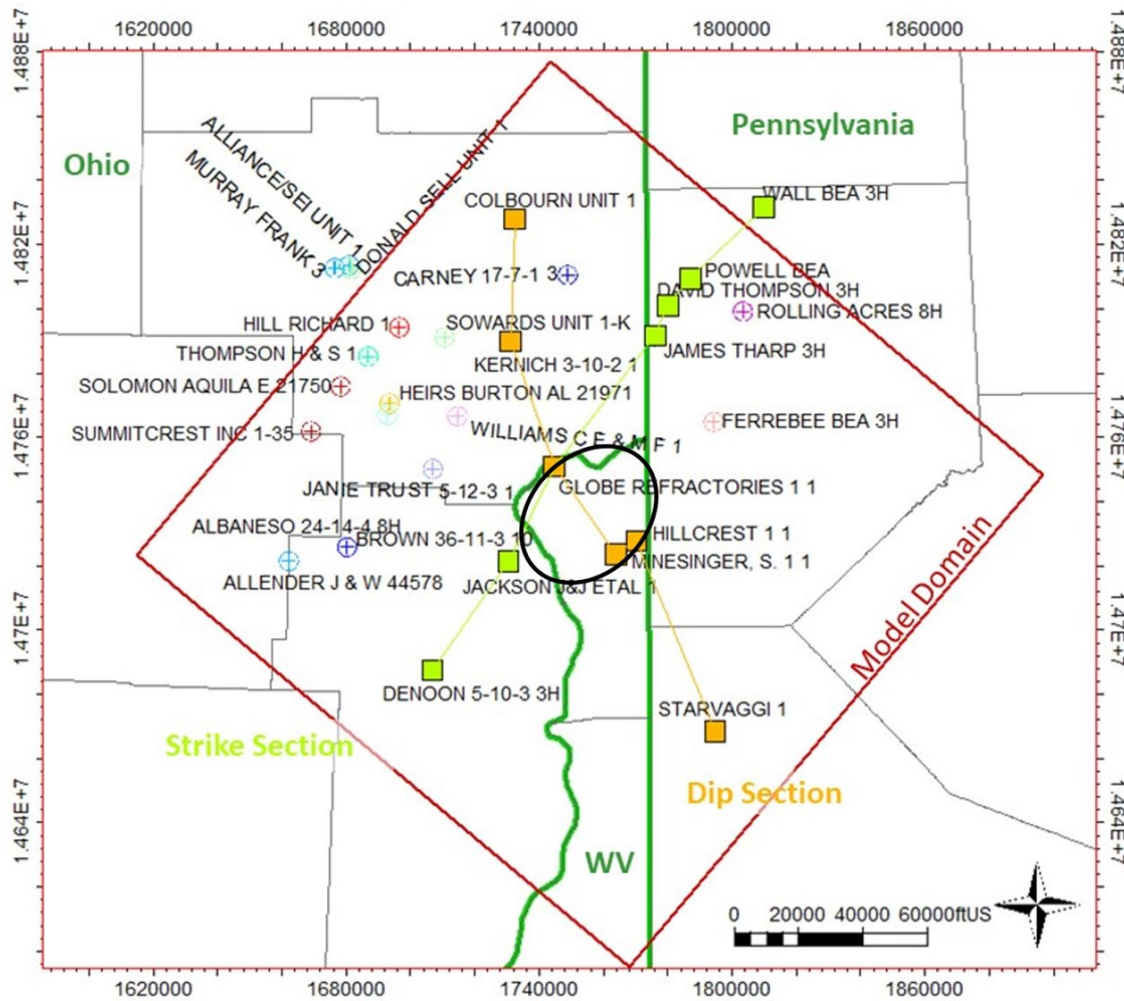 1620000 1680000 1740000 1800000 1860000
1.488E+7 1.488E+7
Pennsylvania
Ohio
ALLIANCE/SEI UNIT 1
MURRAY FRANK 3
DONALD SELL UNIT 1
COLBOURN UNIT 1
WALL BEA 3H
1.482E+7 1.482E+7
CARNEY 17-7-1 3
POWELL BEA
DAVID THOMPSON 3H
ROLLING ACRES 8H
HILL RICHARD 1
SOWARDS UNIT 1-K
THOMPSON H & S 1
KERNICH 3-10-2 1
JAMES THARP 3H
SOLOMON AQUILA E 21750
HEIRS BURTON AL 21971
SUMMITCREST INC 1-35
WILLIAMS C E & M F 1
FERREBEE BEA 3H
1.476E+7 1.476E+7
JANIE TRUST 5-12-3 1
GLOBE REFRACTORIES 1 1
ALBANESO 24-14-4 8H
BROWN 36-11-3 10
HILLCREST 1 1
MINESINGER, S. 1 1
ALLENDER J & W 44578
JACKSON J&J ETAL 1
1.47E+7 1.47E+7
Model Domain
DENOON 5-10-3 3H
STARVAGGI 1
Strike Section
Dip Section
1.464E+7 1.464E+7
WV
0 20000 40000 60000ftUS
1620000 1680000 1740000 1800000 1860000